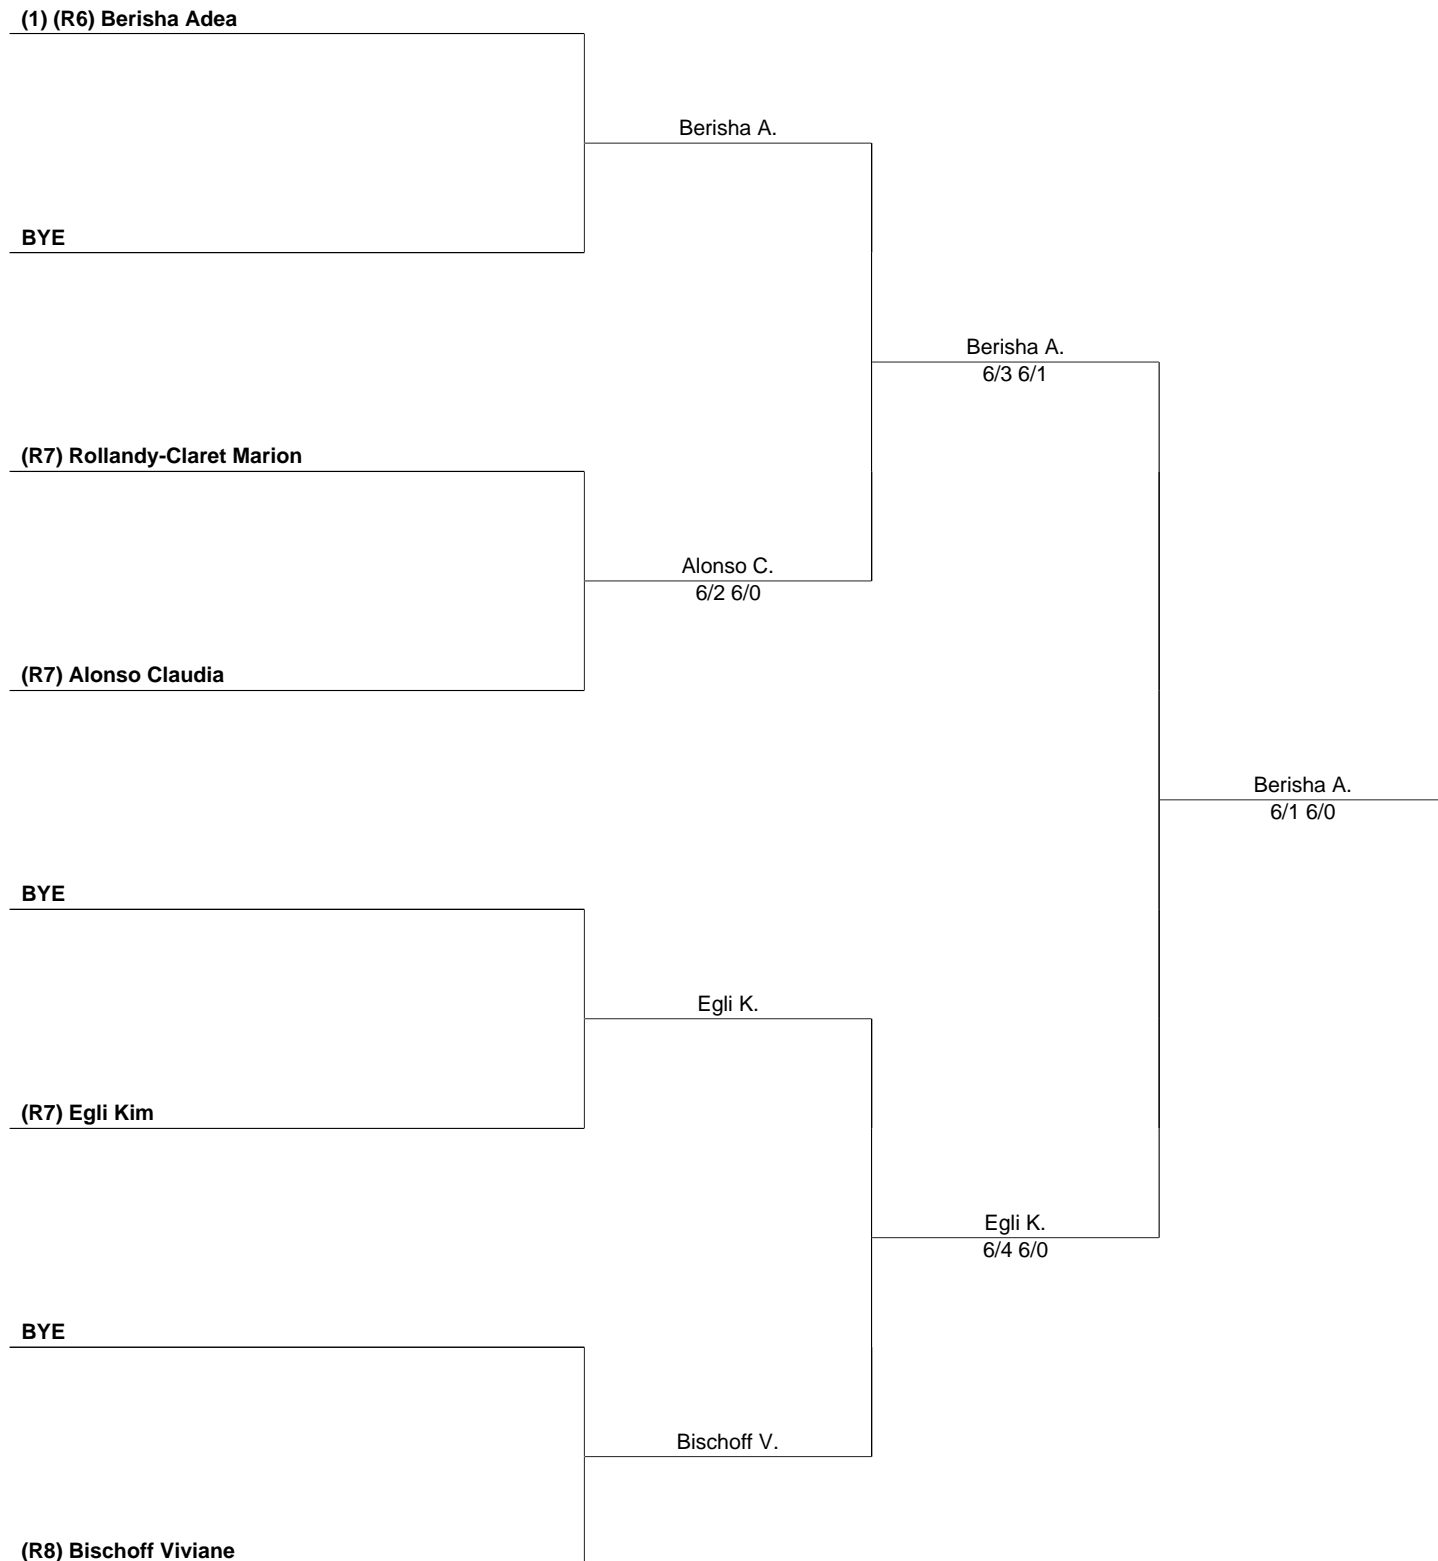 (1) (R6) Berisha Adea
Berisha A.
BYE
Berisha A.
6/3 6/1
(R7) Rollandy-Claret Marion
Alonso C.
6/2 6/0
(R7) Alonso Claudia
Berisha A.
6/1 6/0
BYE
Egli K.
(R7) Egli Kim
Egli K.
6/4 6/0
BYE
Bischoff V.
(R8) Bischoff Viviane